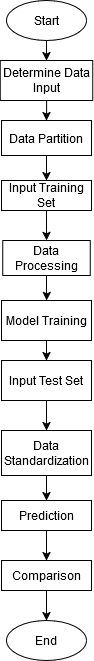 Start
Determine Data
Input
Data Partition
Input Training
Set
Data
Processing
Model Training
Input Test Set
Data
Standardization
Prediction
Comparison
End